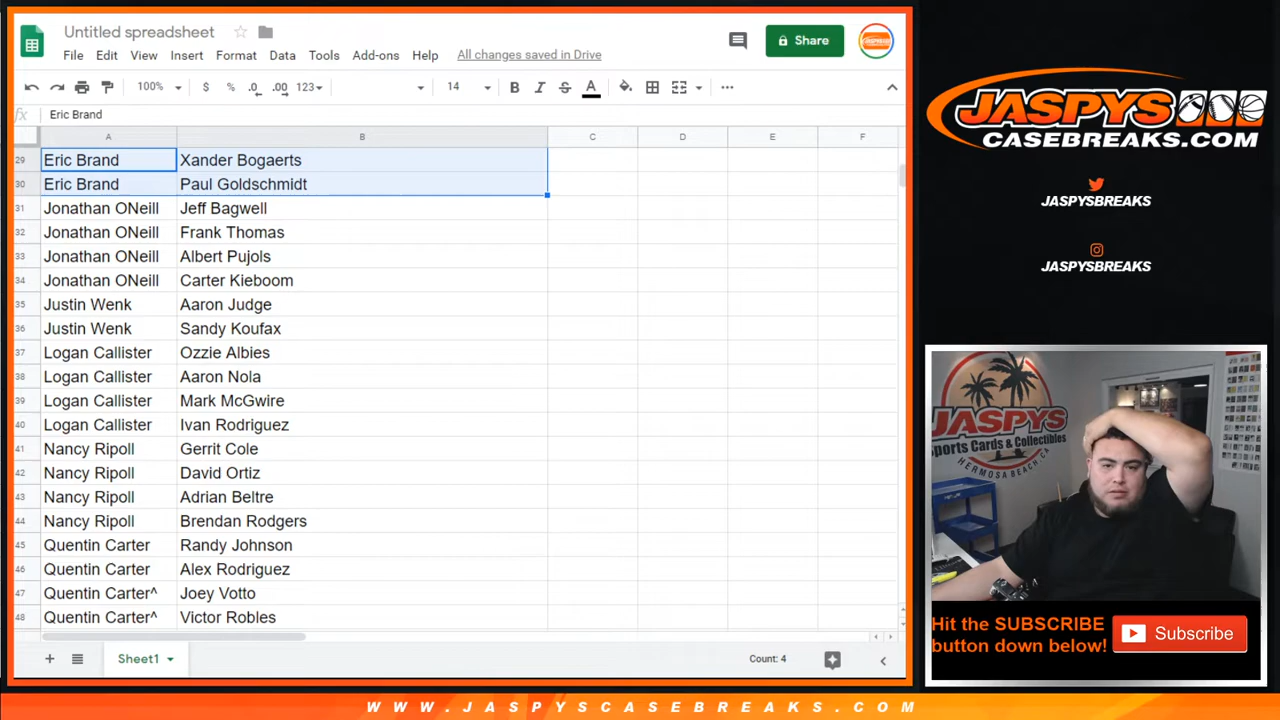 Untitled spreadsheet
File Edit View Insert Format Data Tools Add-ons Help All changes saved in Drive
Share
100% $ % .0 .00 123 14 B I S A
fx Eric Brand
A B C D E F
29 Eric Brand Xander Bogaerts
30 Eric Brand Paul Goldschmidt
31 Jonathan ONeill Jeff Bagwell
32 Jonathan ONeill Frank Thomas
33 Jonathan ONeill Albert Pujols
34 Jonathan ONeill Carter Kieboom
35 Justin Wenk Aaron Judge
36 Justin Wenk Sandy Koufax
37 Logan Callister Ozzie Albies
38 Logan Callister Aaron Nola
39 Logan Callister Mark McGwire
40 Logan Callister Ivan Rodriguez
41 Nancy Ripoll Gerrit Cole
42 Nancy Ripoll David Ortiz
43 Nancy Ripoll Adrian Beltre
44 Nancy Ripoll Brendan Rodgers
45 Quentin Carter Randy Johnson
46 Quentin Carter Alex Rodriguez
47 Quentin Carter^ Joey Votto
48 Quentin Carter^ Victor Robles
Sheet1
Count: 4
JASPYS
CASEBREAKS.COM
JASPYSBREAKS
JASPYSBREAKS
JASPYS
Sports Cards & Collectibles
HERMOSA BEACH CA
Hit the SUBSCRIBE
button down below!
Subscribe
WWW.JASPYSCASEBREAKS.COM